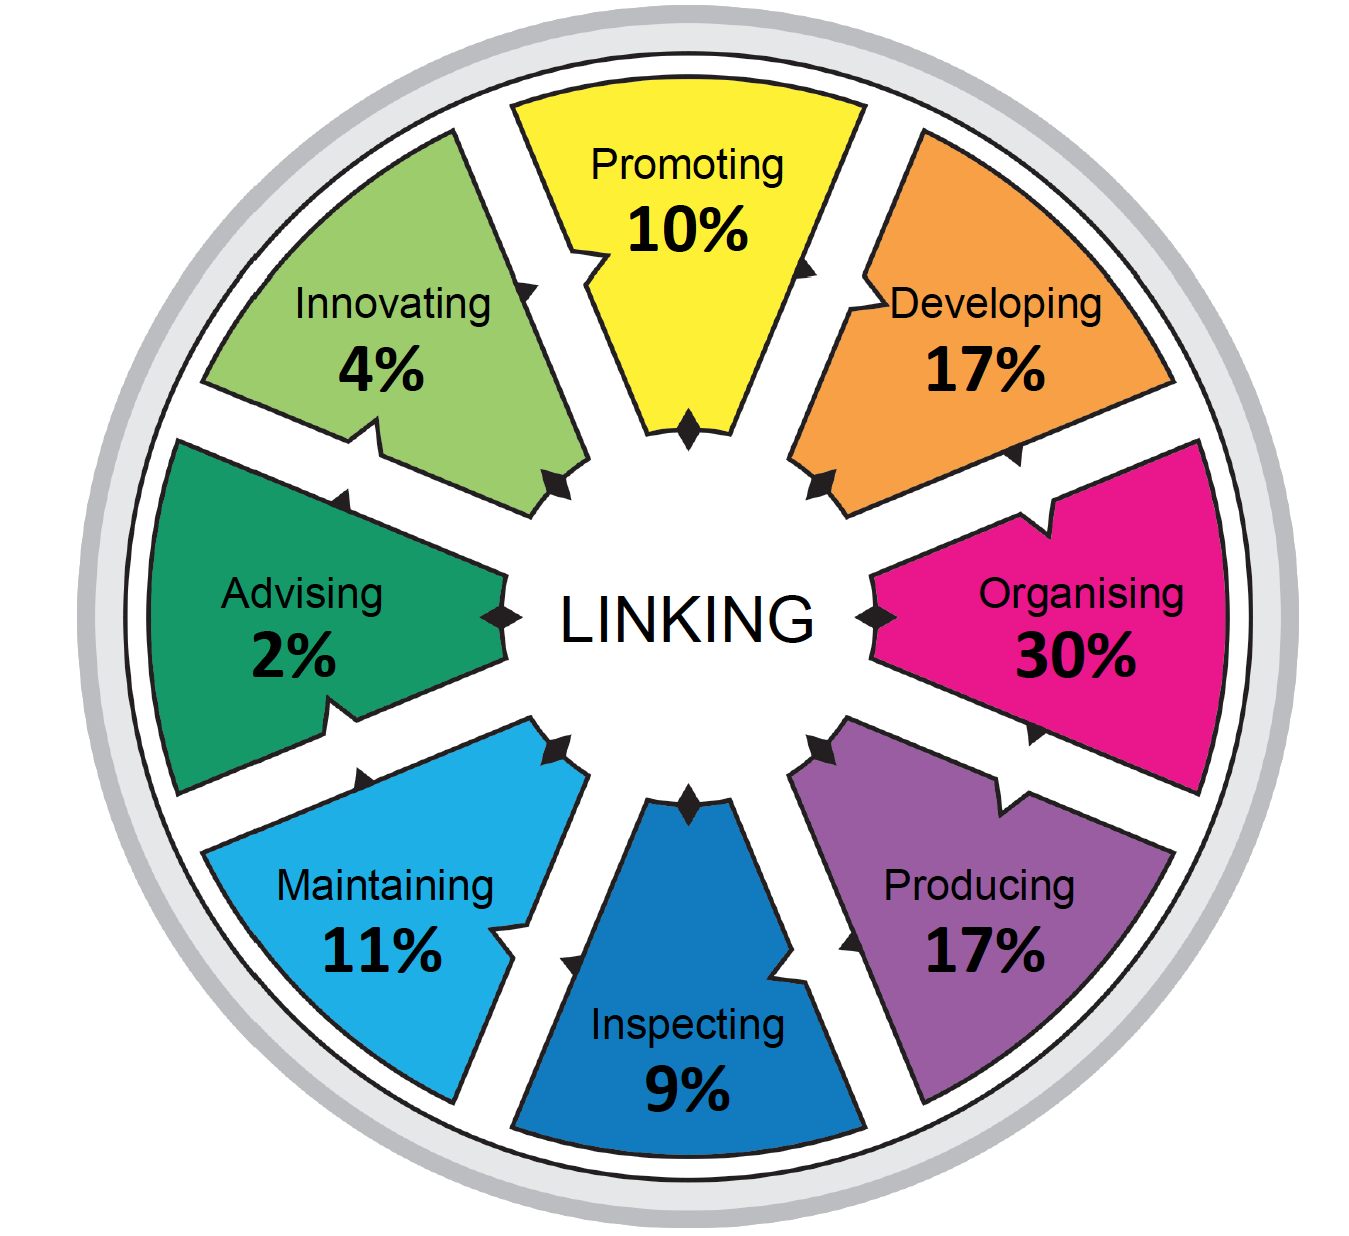 Promoting
10%
Developing
17%
Organising
30%
Producing
17%
Inspecting
9%
Maintaining
11%
Advising
2%
Innovating
4%
LINKING